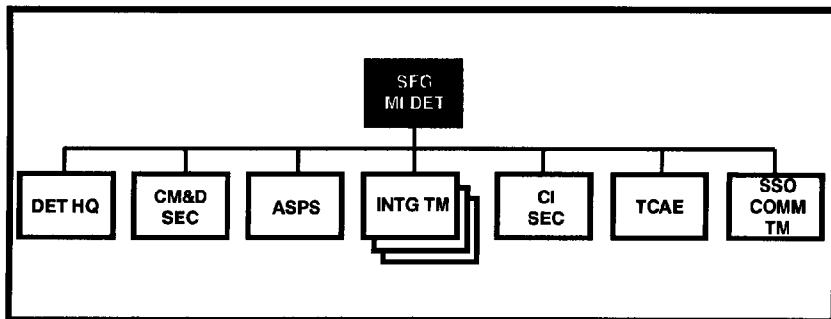 SFG
MI DET
DET HQ
CM&D
SEC
ASPS
INTG TM
CI
SEC
TCAE
SSO
COMM
TM